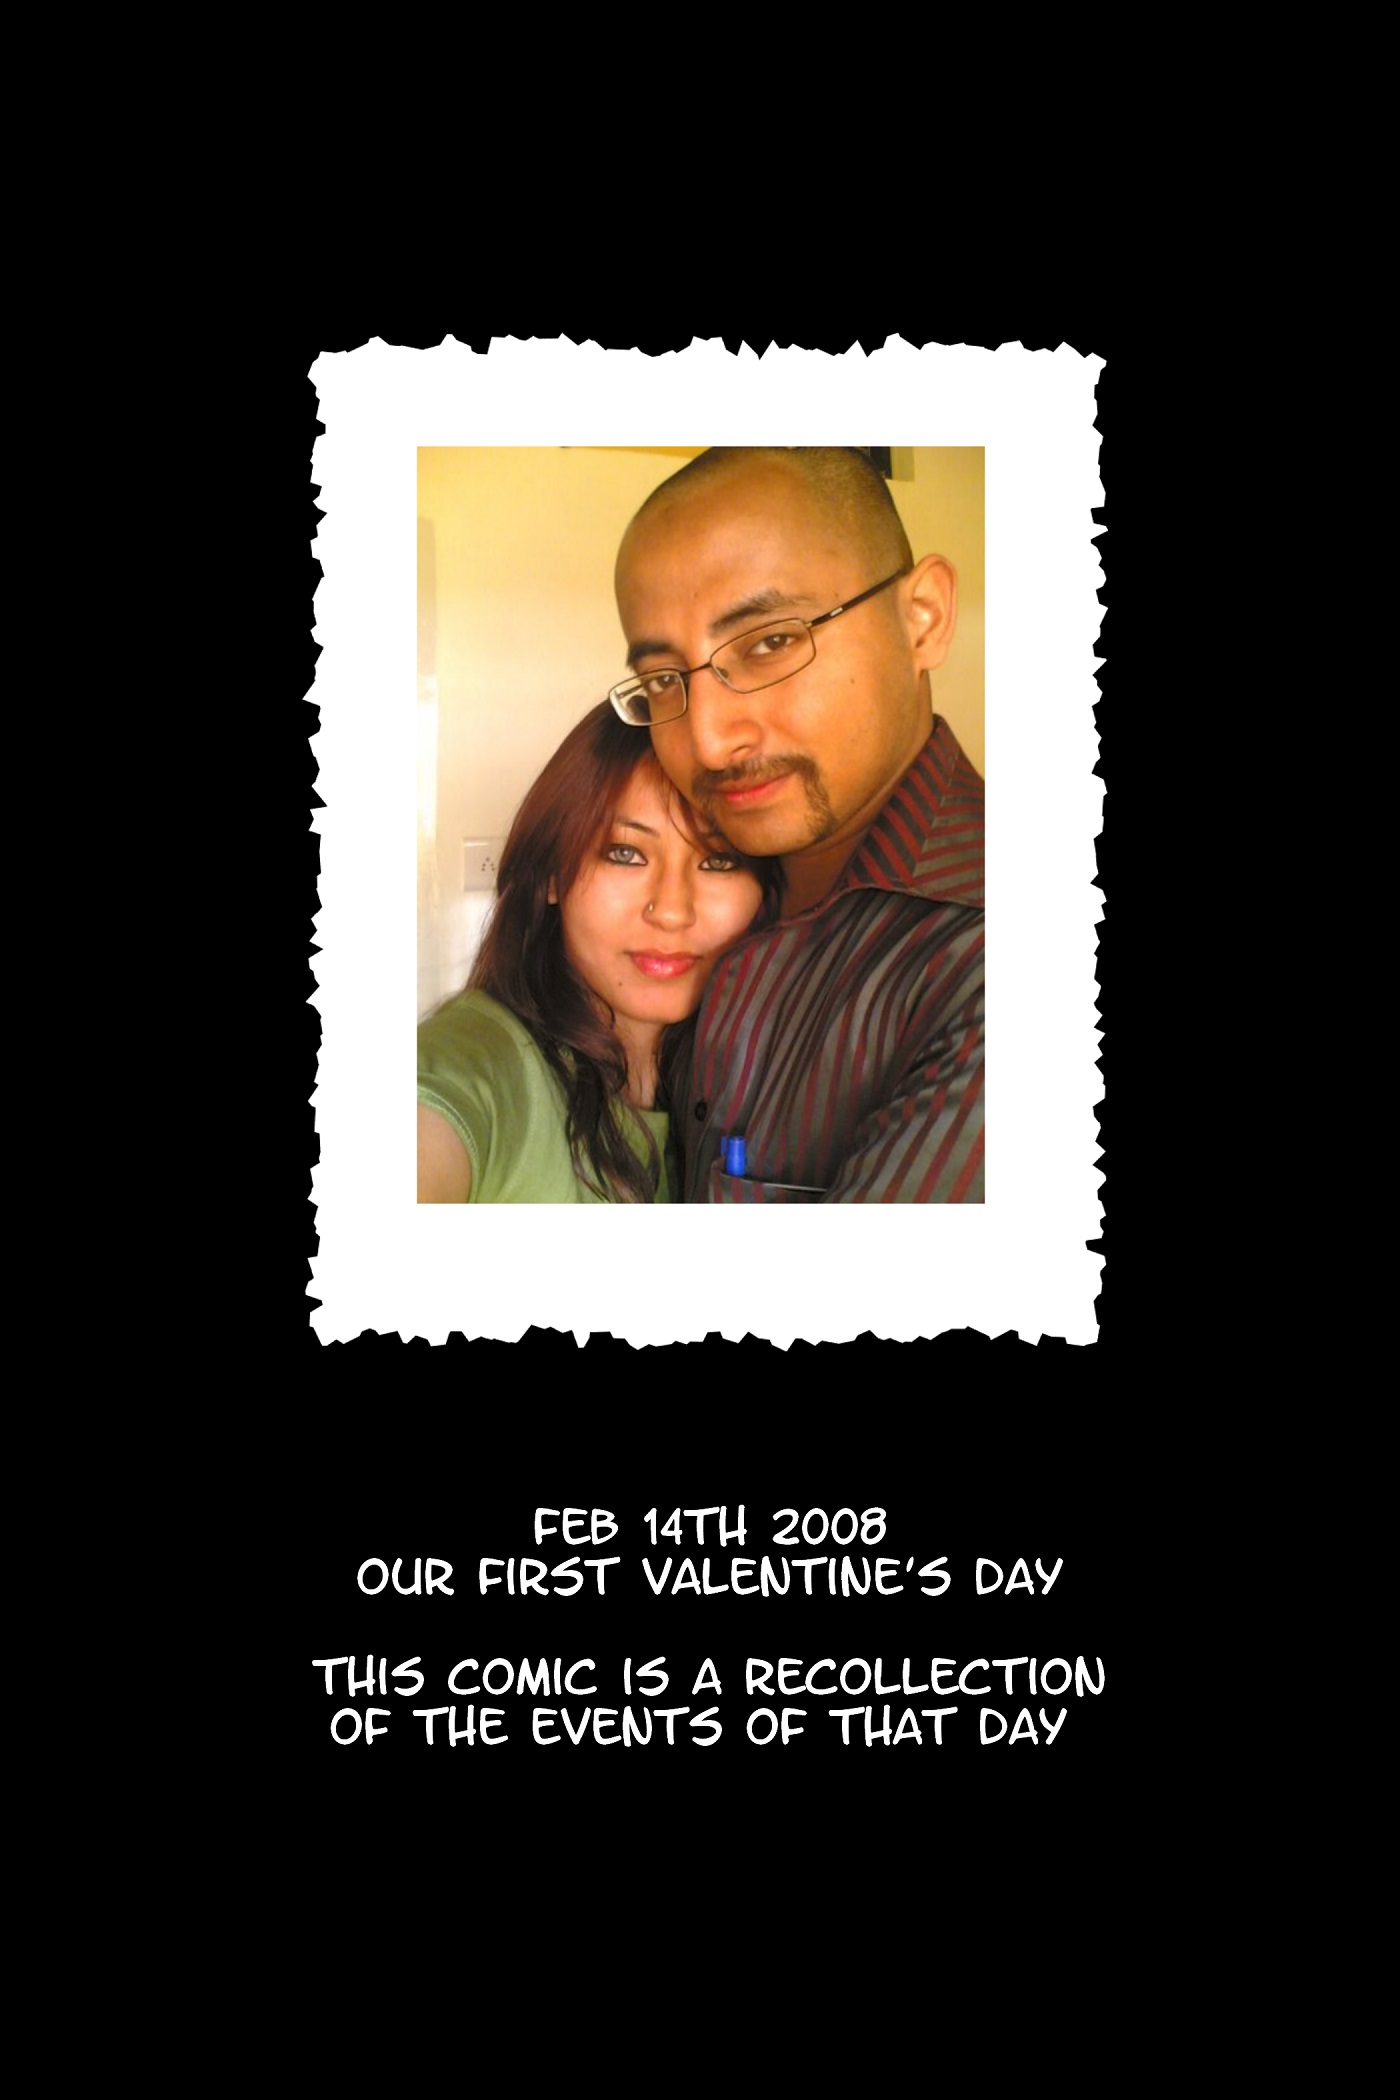 FEB 14TH 2008
OUR FIRST VALENTINE'S DAY
THIS COMIC IS A RECOLLECTION
OF THE EVENTS OF THAT DAY